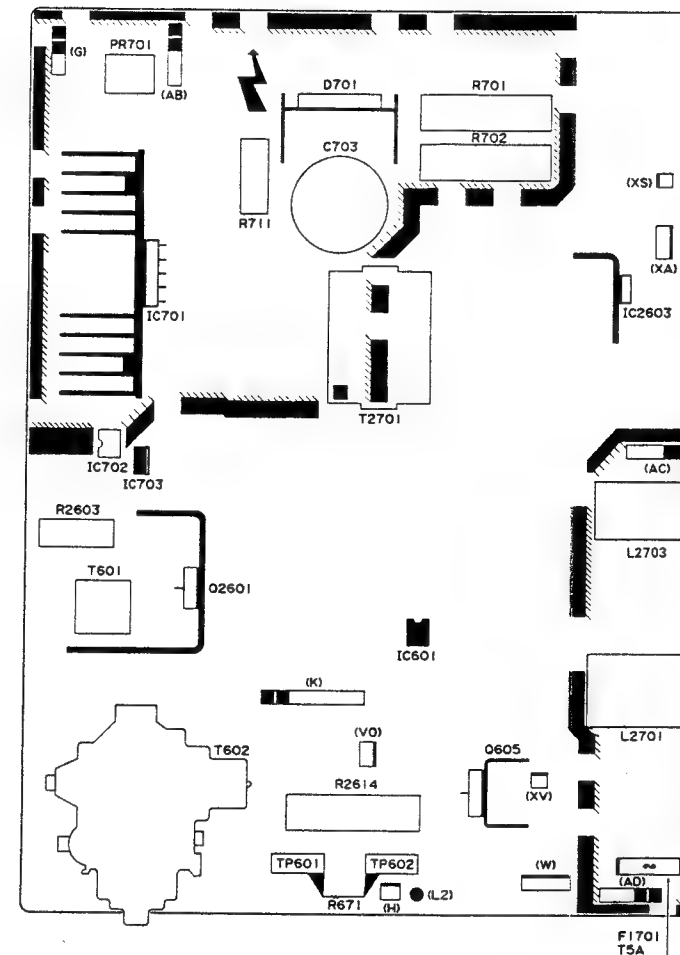 (G)
PR701
(AB)
D701
R701
R702
C703
R711
(XS)
(XA)
IC701
IC2603
T2701
IC702
IC703
(AC)
R2603
L2703
T601
Q2601
IC601
(K)
(VO)
T602
Q605
L2701
R2614
(XV)
TP601
TP602
(W)
(AD)
R671
(H)
(L2)
F1701
T5A